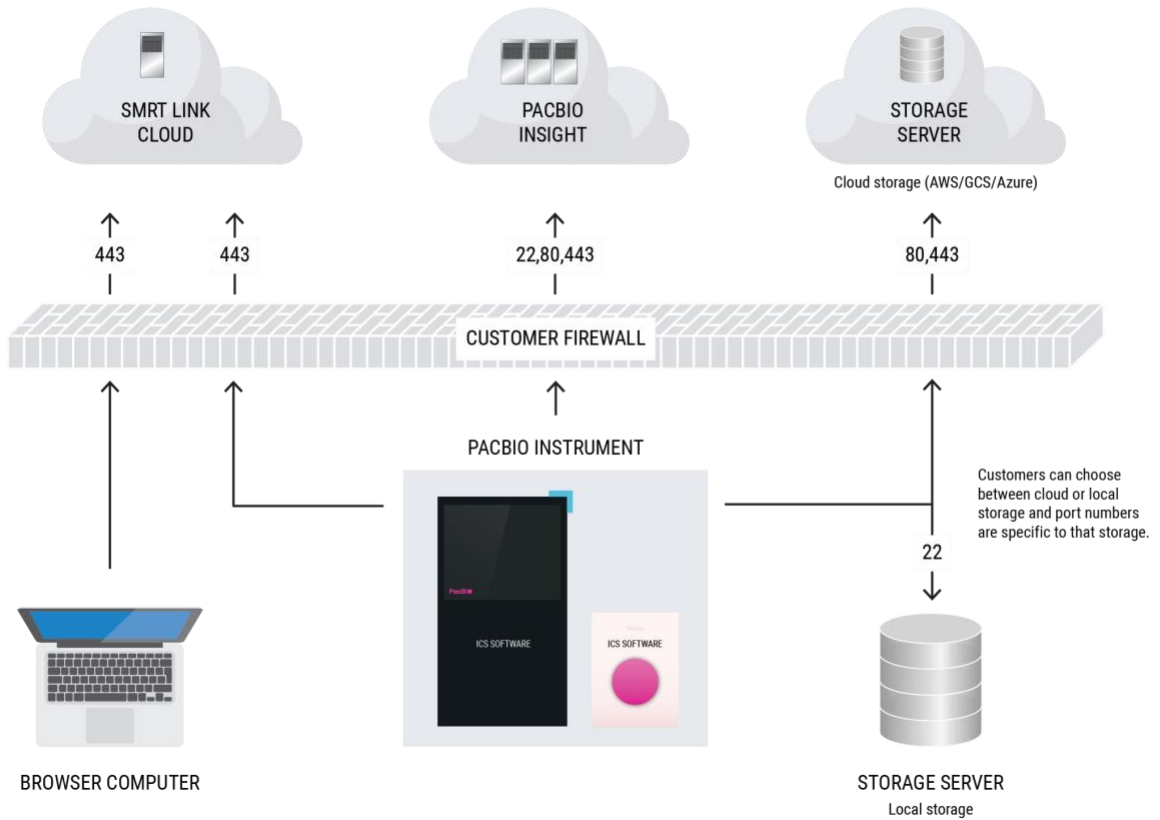 SMRT LINK
CLOUD
PACBIO
INSIGHT
STORAGE
SERVER
Cloud storage (AWS/GCS/Azure)
443
443
22,80,443
80,443
CUSTOMER FIREWALL
PACBIO INSTRUMENT
Customers can choose
between cloud or local
storage and port numbers
are specific to that storage.
22
PacBi
ICS SOFTWARE
ICS SOFTWARE
BROWSER COMPUTER
STORAGE SERVER
Local storage